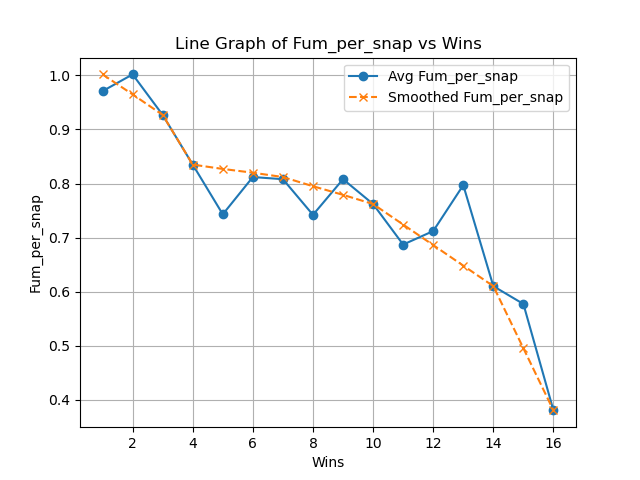 Line Graph of Fum_per_snap vs Wins
Avg Fum_per_snap
Smoothed Fum_per_snap
Fum_per_snap
1.0
0.9
0.8
0.7
0.6
0.5
0.4
2 4 6 8 10 12 14 16
Wins